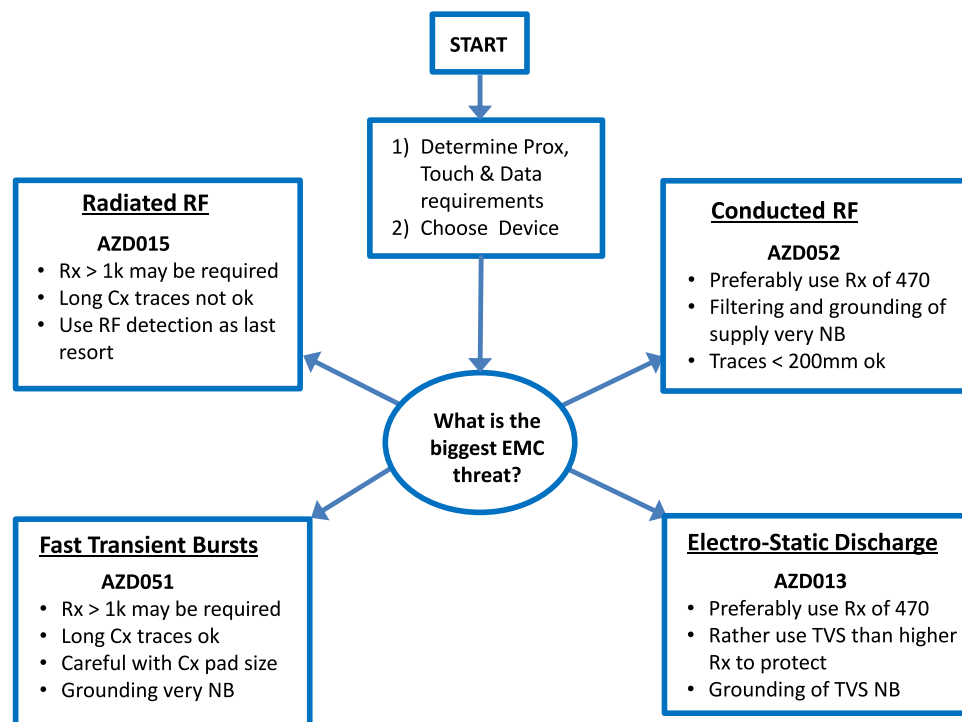 START
1) Determine Prox,
Touch & Data
requirements
2) Choose Device
Radiated RF
AZD015
• Rx > 1k may be required
• Long Cx traces not ok
• Use RF detection as last
resort
Conducted RF
AZD052
• Preferably use Rx of 470
• Filtering and grounding of
supply very NB
• Traces < 200mm ok
What is the
biggest EMC
threat?
Fast Transient Bursts
AZD051
• Rx > 1k may be required
• Long Cx traces ok
• Careful with Cx pad size
• Grounding very NB
Electro-Static Discharge
AZD013
• Preferably use Rx of 470
• Rather use TVS than higher
Rx to protect
• Grounding of TVS NB